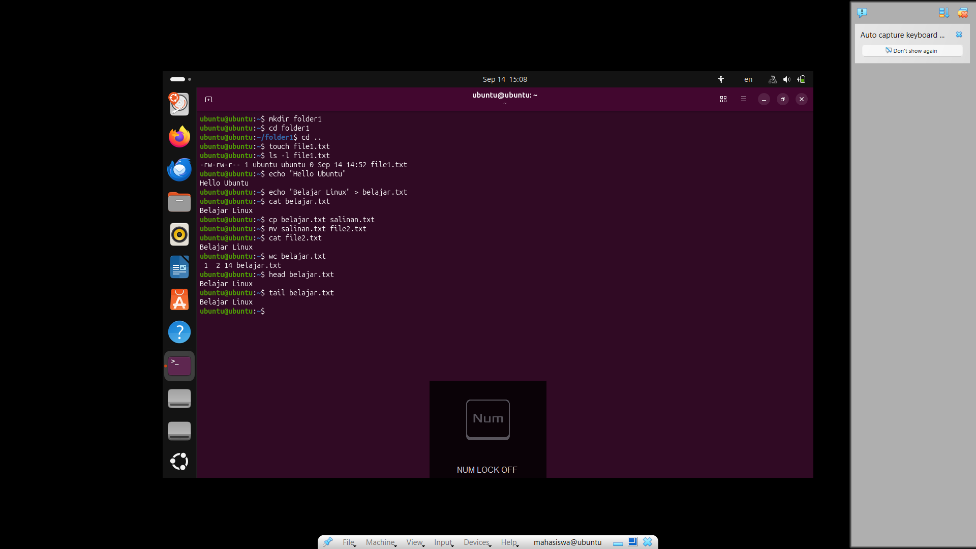 Auto capture keyboard ...
Don't show again
Sep 14 15:08
en
ubuntu@ubuntu: ~
ubuntu@ubuntu:~$ mkdir folder1
ubuntu@ubuntu:~$ cd folder1
ubuntu@ubuntu:~/folder1$ cd ..
ubuntu@ubuntu:~$ touch file1.txt
ubuntu@ubuntu:~$ ls -l file1.txt
-rw-rw-r-- 1 ubuntu ubuntu 0 Sep 14 14:52 file1.txt
ubuntu@ubuntu:~$ echo 'Hello Ubuntu'
Hello Ubuntu
ubuntu@ubuntu:~$ echo 'Belajar Linux' > belajar.txt
ubuntu@ubuntu:~$ cat belajar.txt
Belajar Linux
ubuntu@ubuntu:~$ cp belajar.txt salinan.txt
ubuntu@ubuntu:~$ mv salinan.txt file2.txt
ubuntu@ubuntu:~$ cat file2.txt
Belajar Linux
ubuntu@ubuntu:~$ wc belajar.txt
 1  2 14 belajar.txt
ubuntu@ubuntu:~$ head belajar.txt
Belajar Linux
ubuntu@ubuntu:~$ tail belajar.txt
Belajar Linux
ubuntu@ubuntu:~$
Num
NUM LOCK OFF
File Machine View Input Devices Help mahasiswa@ubuntu